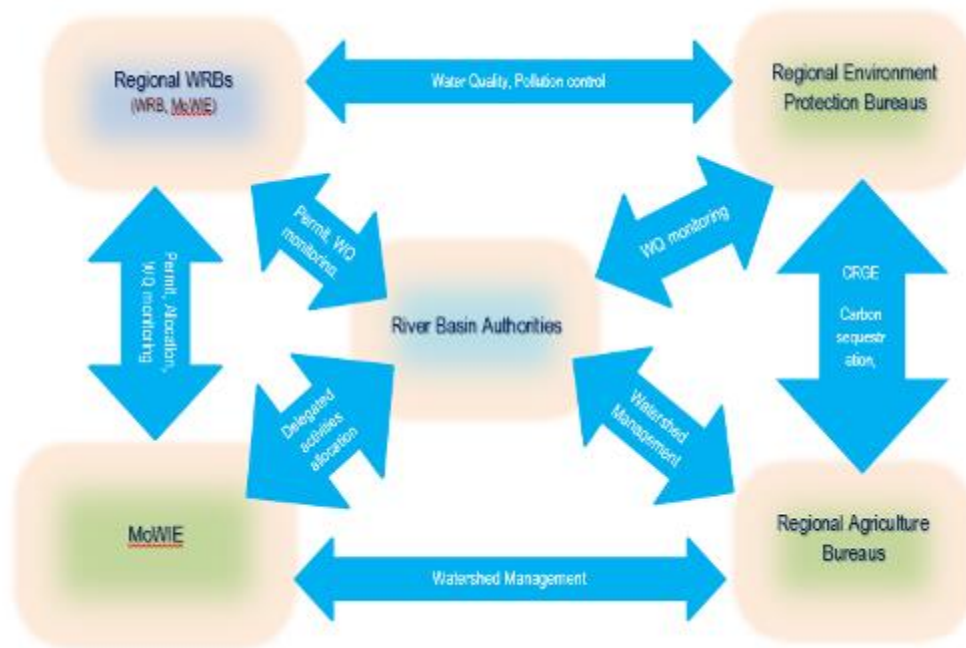 Regional WRBs
(WRB, MoWIE)
Water Quality, Pollution control
Regional Environment
Protection Bureaus
Permit, WQ
monitoring,
WQ monitoring
Permit, Allocation,
WQ monitoring
River Basin Authorities
CRGE
Carbon
sequestr
ation,
Delegated
activities
allocation
Watershed
Management
MoWIE
Regional Agriculture
Bureaus
Watershed Management